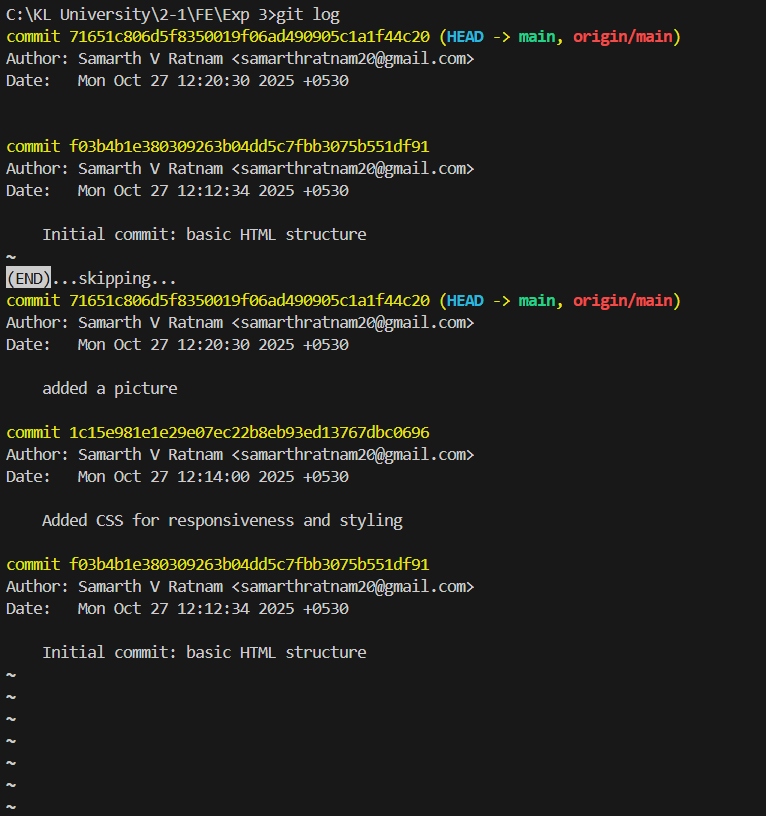 C:\KL University\2-1\FE\Exp 3>git log
commit 71651c806d5f8350019f06ad490905c1a1f44c20 (HEAD -> main, origin/main)
Author: Samarth V Ratnam <samarthratnam20@gmail.com>
Date:   Mon Oct 27 12:20:30 2025 +0530
commit f03b4b1e380309263b04dd5c7fbb3075b551df91
Author: Samarth V Ratnam <samarthratnam20@gmail.com>
Date:   Mon Oct 27 12:12:34 2025 +0530
    Initial commit: basic HTML structure
~
(END)...skipping...
commit 71651c806d5f8350019f06ad490905c1a1f44c20 (HEAD -> main, origin/main)
Author: Samarth V Ratnam <samarthratnam20@gmail.com>
Date:   Mon Oct 27 12:20:30 2025 +0530
    added a picture
commit 1c15e981e1e29e07ec22b8eb93ed13767dbc0696
Author: Samarth V Ratnam <samarthratnam20@gmail.com>
Date:   Mon Oct 27 12:14:00 2025 +0530
    Added CSS for responsiveness and styling
commit f03b4b1e380309263b04dd5c7fbb3075b551df91
Author: Samarth V Ratnam <samarthratnam20@gmail.com>
Date:   Mon Oct 27 12:12:34 2025 +0530
    Initial commit: basic HTML structure
~
~
~
~
~
~
~